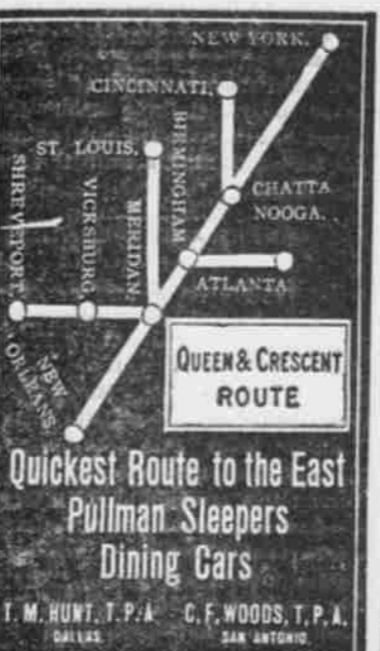 NEW YORK.
CINCINNATI.
ST. LOUIS.
BIRMINGHAM
SHREVEPORT.
VICKSBURG.
MERIDAN.
CHATTA
NOOGA.
ATLANTA
NEW
ORLEANS
QUEEN & CRESCENT
ROUTE
Quickest Route to the East
Pullman Sleepers
Dining Cars
T. M. HUNT, T. P. A C. F. WOODS, T. P. A.
DALLAS. SAN ANTONIO.